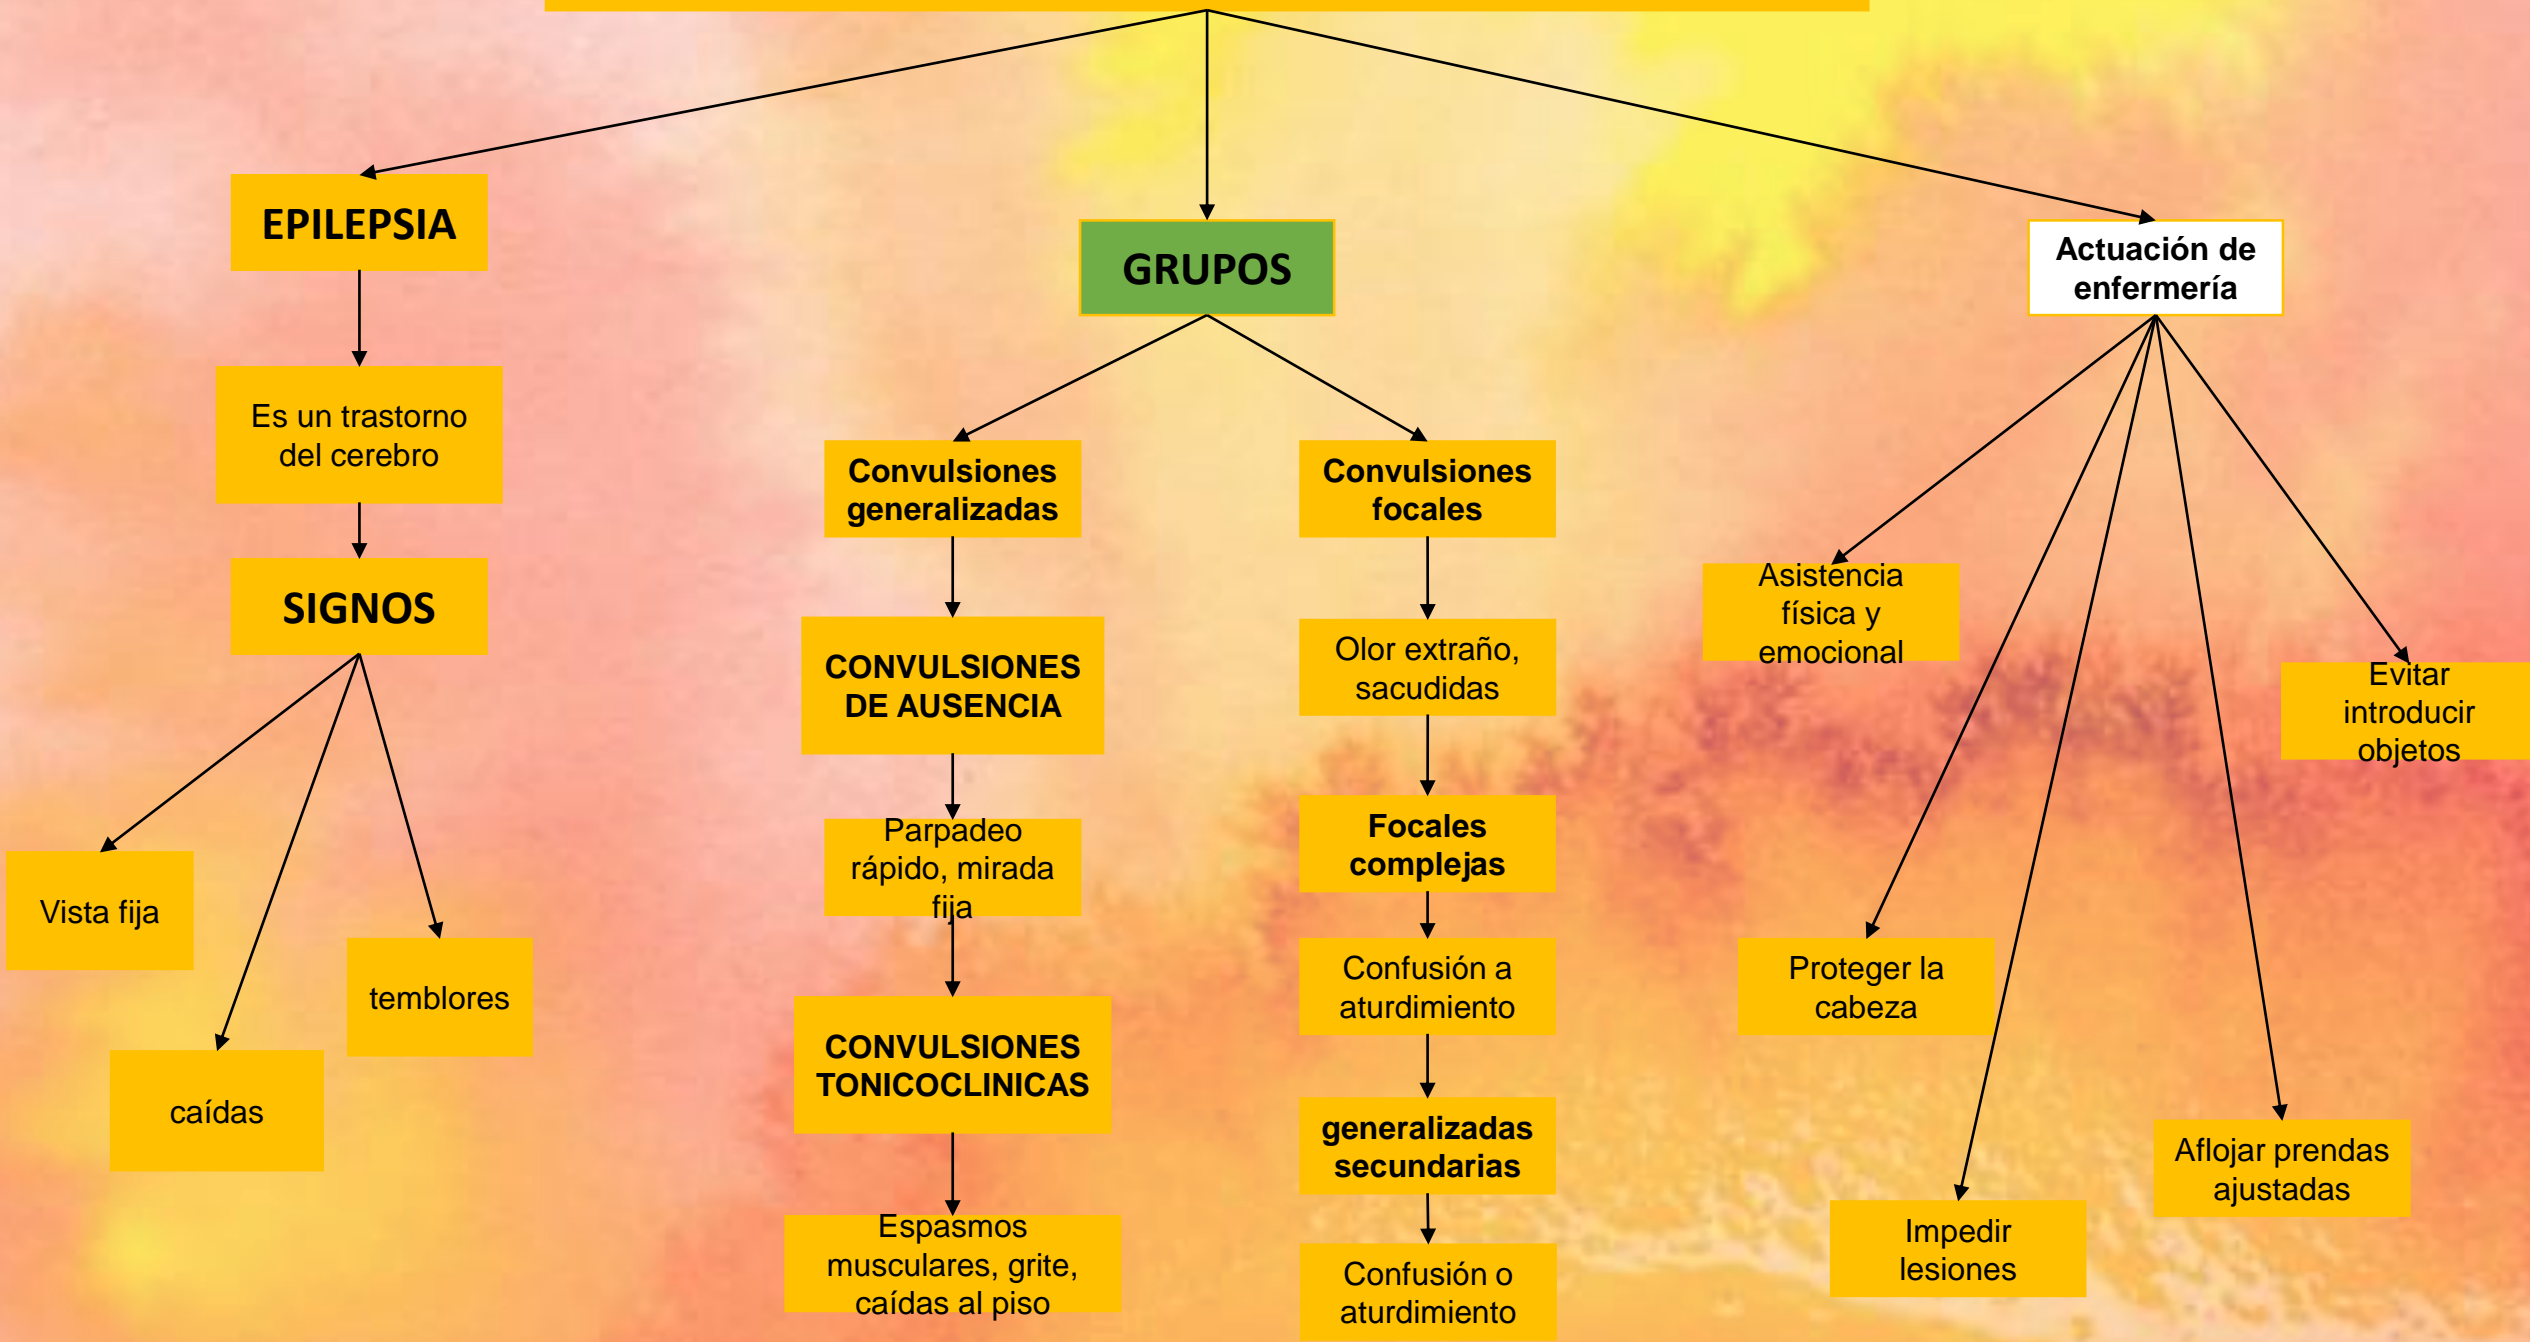 EPILEPSIA
Es un trastorno
del cerebro
SIGNOS
Vista fija
caídas
temblores
GRUPOS
Convulsiones
generalizadas
CONVULSIONES
DE AUSENCIA
Parpadeo
rápido, mirada
fija
CONVULSIONES
TONICOCLINICAS
Espasmos
musculares, grite,
caídas al piso
Convulsiones
focales
Olor extraño,
sacudidas
Focales
complejas
Confusión a
aturdimiento
generalizadas
secundarias
Confusión o
aturdimiento
Actuación de
enfermería
Asistencia
física y
emocional
Proteger la
cabeza
Impedir
lesiones
Aflojar prendas
ajustadas
Evitar
introducir
objetos